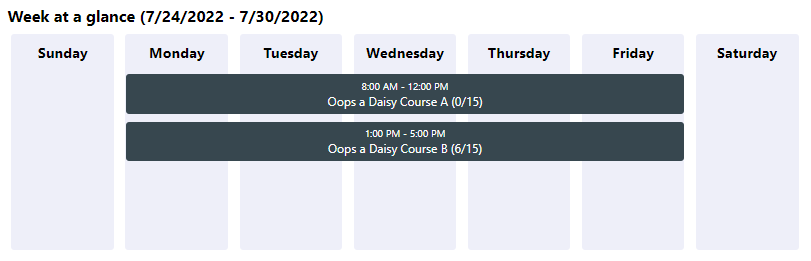 Week at a glance (7/24/2022 - 7/30/2022)
Sunday Monday Tuesday Wednesday Thursday Friday Saturday
8:00 AM - 12:00 PM
Oops a Daisy Course A (0/15)
1:00 PM - 5:00 PM
Oops a Daisy Course B (6/15)